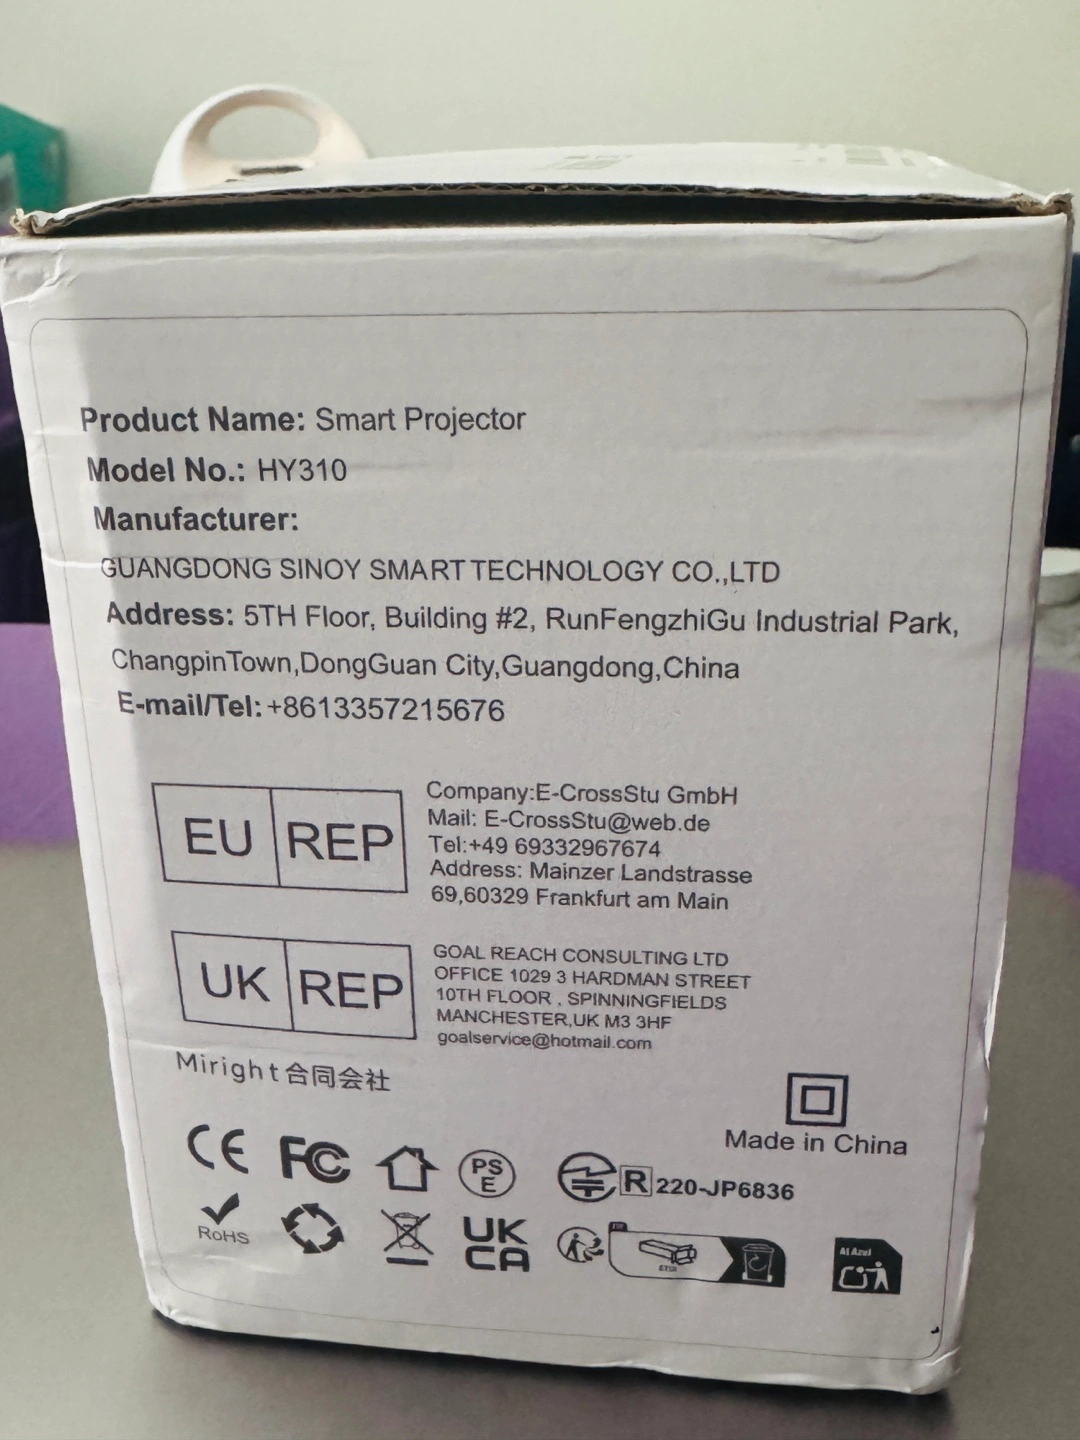 Product Name: Smart Projector
Model No.: HY310
Manufacturer:
GUANGDONG SINOY SMART TECHNOLOGY CO.,LTD
Address: 5TH Floor, Building #2, RunFengzhiGu Industrial Park,
ChangpinTown,DongGuan City,Guangdong,China
E-mail/Tel:+8613357215676
EU REP
Company:E-CrossStu GmbH
Mail: E-CrossStu@web.de
Tel:+49 69332967674
Address: Mainzer Landstrasse
69,60329 Frankfurt am Main
UK REP
GOAL REACH CONSULTING LTD
OFFICE 1029 3 HARDMAN STREET
10TH FLOOR , SPINNINGFIELDS
MANCHESTER,UK M3 3HF
goalservice@hotmail.com
Miright合同会社
Made in China
CE FC PS E R 220-JP6836
RoHS
UK
CA
Al Azul